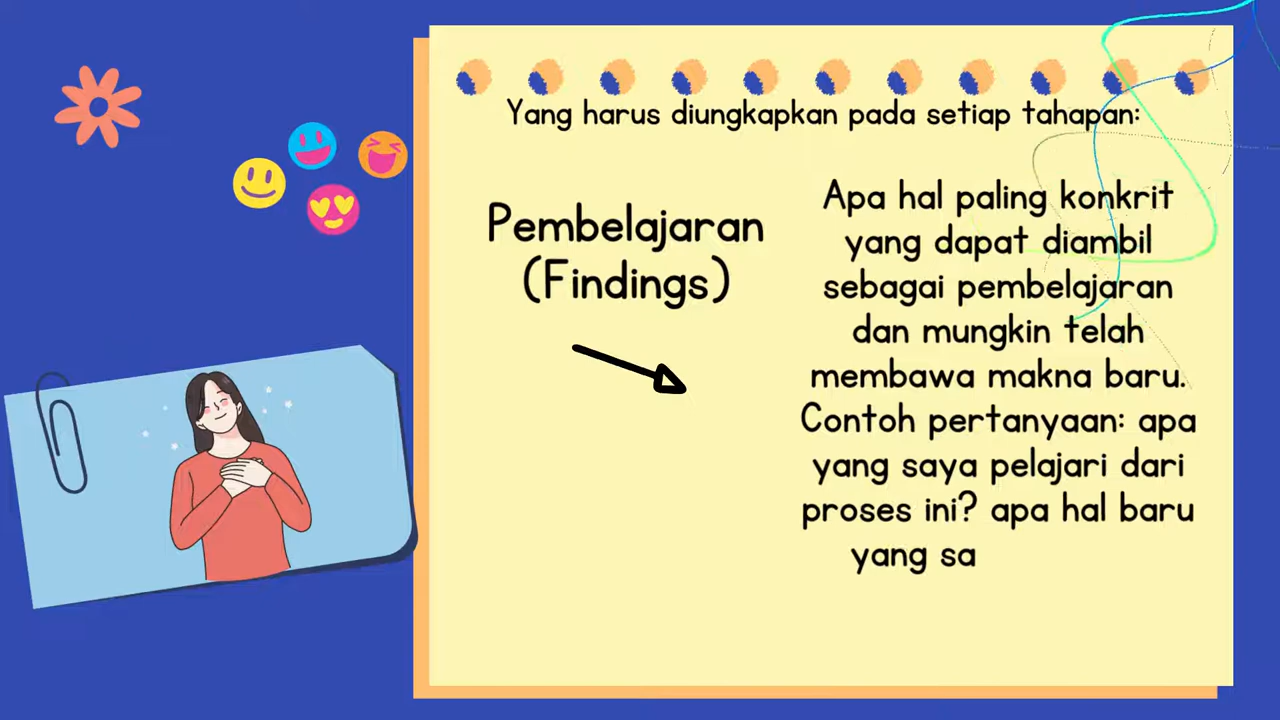 Yang harus diungkapkan pada setiap tahapan:
Pembelajaran
(Findings)
Apa hal paling konkrit
yang dapat diambil
sebagai pembelajaran
dan mungkin telah
membawa makna baru.
Contoh pertanyaan: apa
yang saya pelajari dari
proses ini? apa hal baru
yang sa